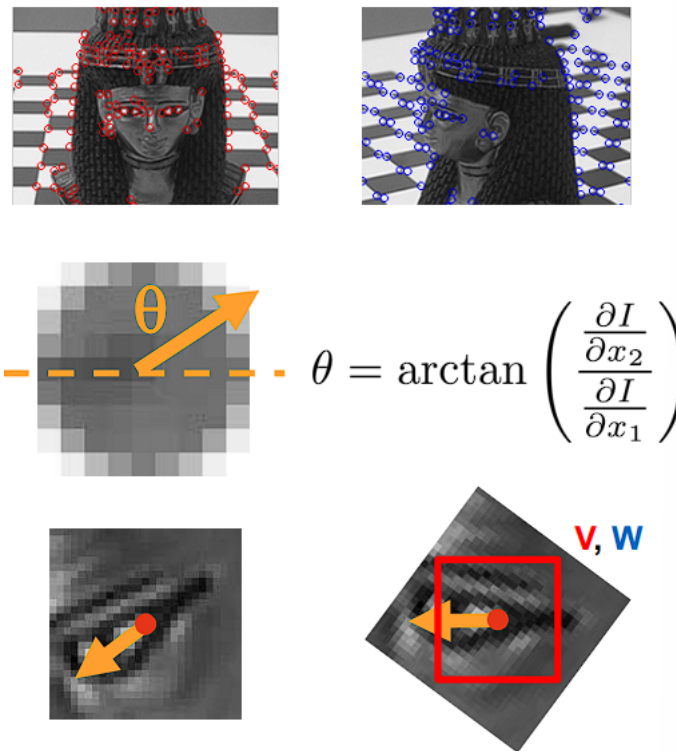 θ
θ = arctan ( ∂I/∂x₂ / ∂I/∂x₁ )
V, W